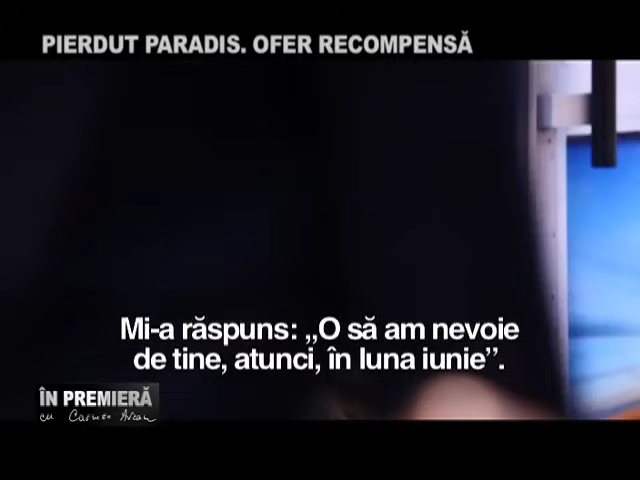 PIERDUT PARADIS. OFER RECOMPENSĂ
Mi-a răspuns: „O să am nevoie
de tine, atunci, în luna iunie”.
ÎN PREMIERĂ
cu Carmen Avram